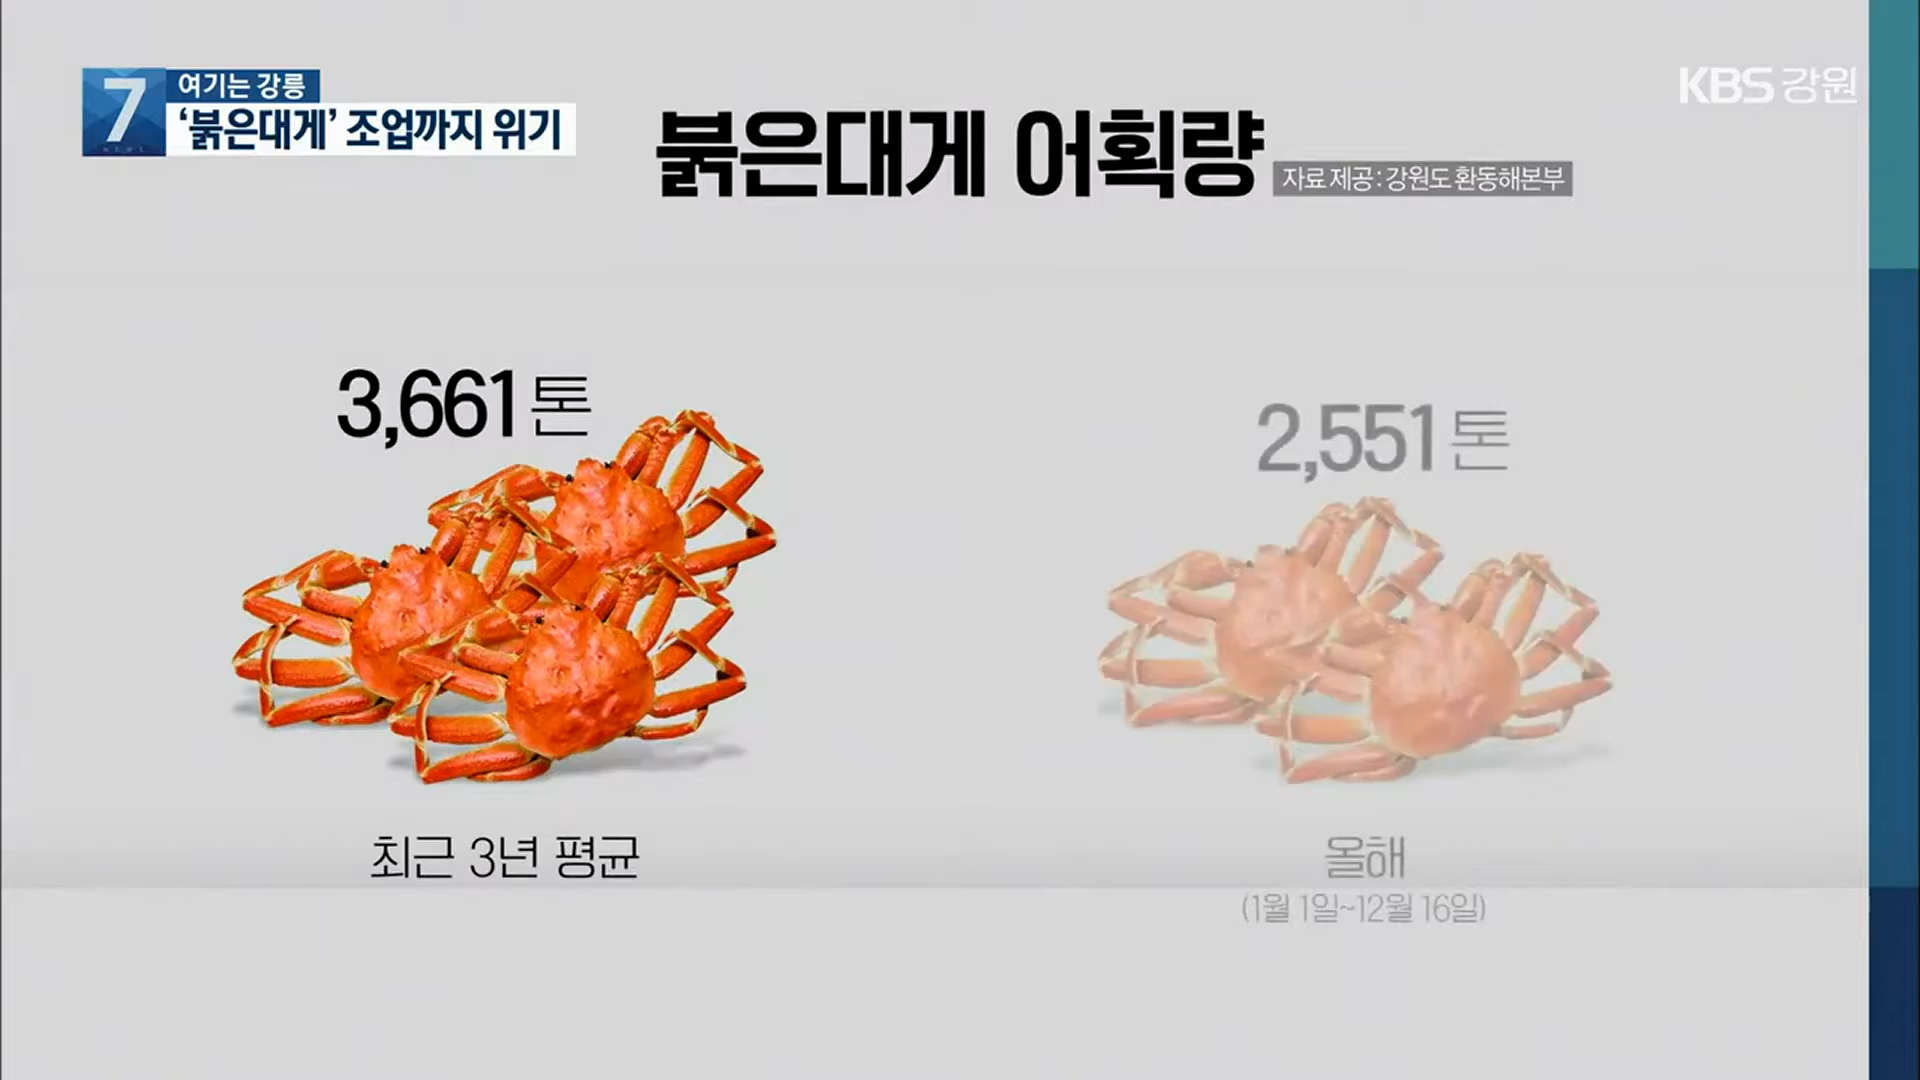 7
여기는 강릉
‘붉은대게’ 조업까지 위기
KBS 강원
붉은대게 어획량
자료 제공 : 강원도 환동해본부
3,661톤
2,551톤
최근 3년 평균
올해
(1월 1일~12월 16일)